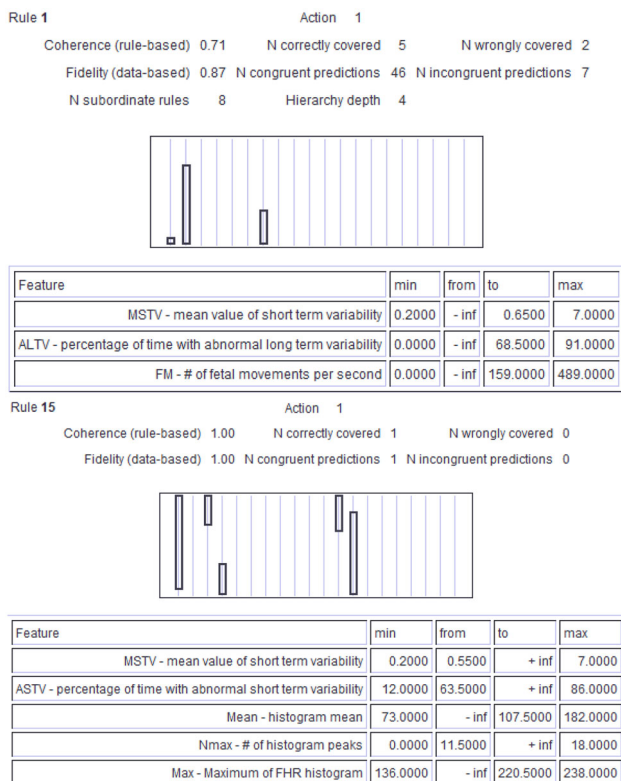 Rule 1 Action 1
Coherence (rule-based) 0.71 N correctly covered 5 N wrongly covered 2
Fidelity (data-based) 0.87 N congruent predictions 46 N incongruent predictions 7
N subordinate rules 8 Hierarchy depth 4
Feature min from to max
MSTV - mean value of short term variability 0.2000 - inf 0.6500 7.0000
ALTV - percentage of time with abnormal long term variability 0.0000 - inf 68.5000 91.0000
FM - # of fetal movements per second 0.0000 - inf 159.0000 489.0000
Rule 15 Action 1
Coherence (rule-based) 1.00 N correctly covered 1 N wrongly covered 0
Fidelity (data-based) 1.00 N congruent predictions 1 N incongruent predictions 0
Feature min from to max
MSTV - mean value of short term variability 0.2000 0.5500 + inf 7.0000
ASTV - percentage of time with abnormal short term variability 12.0000 63.5000 + inf 86.0000
Mean - histogram mean 73.0000 - inf 107.5000 182.0000
Nmax - # of histogram peaks 0.0000 11.5000 + inf 18.0000
Max - Maximum of FHR histogram 136.0000 - inf 220.5000 238.0000